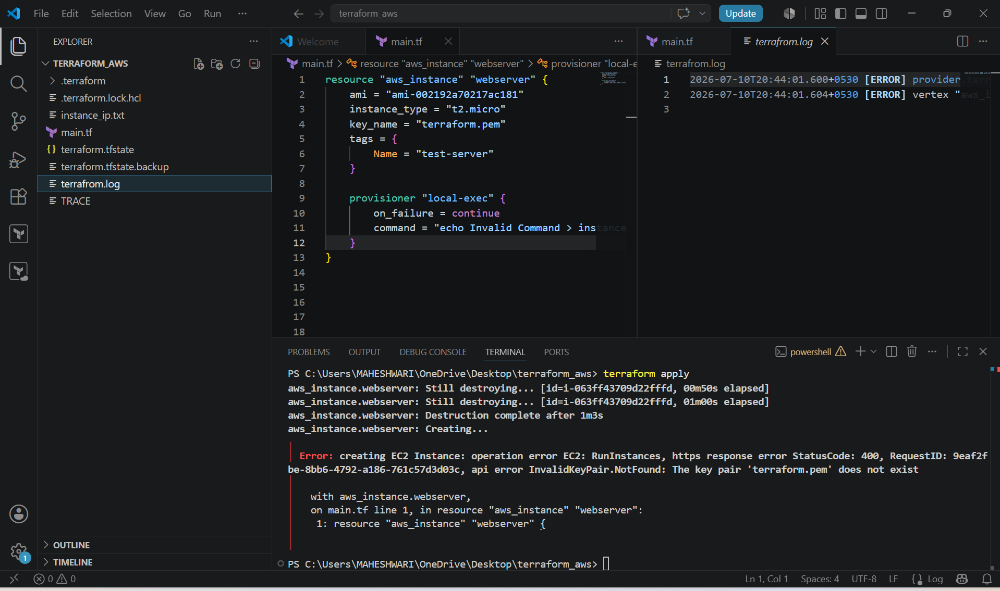 File Edit Selection View Go Run ···
terraform_aws
Update
EXPLORER
TERRAFORM_AWS
.terraform
.terraform.lock.hcl
instance_ip.txt
main.tf
{} terraform.tfstate
terraform.tfstate.backup
terrafrom.log
TRACE
OUTLINE
TIMELINE
1
Welcome
main.tf
main.tf > resource "aws_instance" "webserver" > provisioner "local-e
1 resource "aws_instance" "webserver" {
2 ami = "ami-002192a70217ac181"
3 instance_type = "t2.micro"
4 key_name = "terraform.pem"
5 tags = {
6 Name = "test-server"
7 }
8
9 provisioner "local-exec" {
10 on_failure = continue
11 command = "echo Invalid Command > instance
12 }
13 }
14
15
16
17
18
main.tf
terrafrom.log
terrafrom.log
1 2026-07-10T20:44:01.600+0530 [ERROR] provider.terr
2 2026-07-10T20:44:01.604+0530 [ERROR] vertex "aws_i
3
PROBLEMS OUTPUT DEBUG CONSOLE TERMINAL PORTS
powershell
PS C:\Users\MAHESHWARI\OneDrive\Desktop\terraform_aws> terraform apply
aws_instance.webserver: Still destroying... [id=i-063ff43709d22fffd, 00m50s elapsed]
aws_instance.webserver: Still destroying... [id=i-063ff43709d22fffd, 01m00s elapsed]
aws_instance.webserver: Destruction complete after 1m3s
aws_instance.webserver: Creating...
Error: creating EC2 Instance: operation error EC2: RunInstances, https response error StatusCode: 400, RequestID: 9eaf2f
be-8bb6-4792-a186-761c57d3d03c, api error InvalidKeyPair.NotFound: The key pair 'terraform.pem' does not exist
with aws_instance.webserver,
on main.tf line 1, in resource "aws_instance" "webserver":
1: resource "aws_instance" "webserver" {
PS C:\Users\MAHESHWARI\OneDrive\Desktop\terraform_aws>
0 0
Ln 1, Col 1 Spaces: 4 UTF-8 LF {} Log